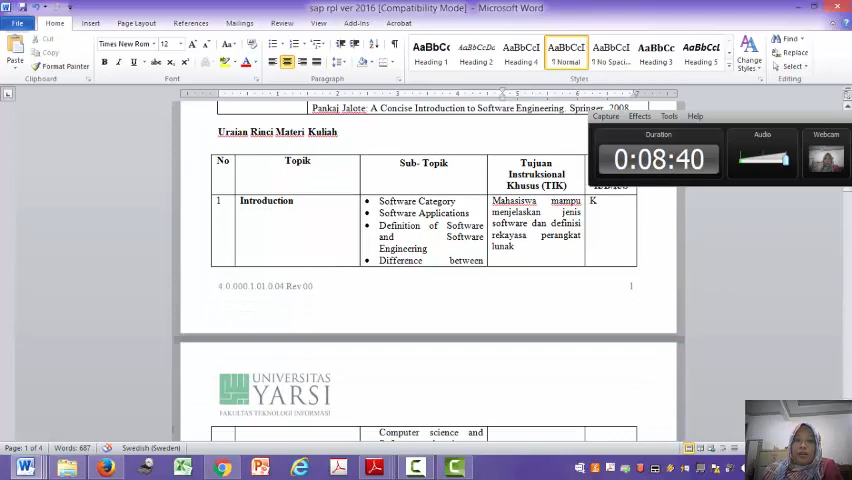 sap rpl ver 2016 [Compatibility Mode] - Microsoft Word
File Home Insert Page Layout References Mailings Review View Add-Ins Acrobat
Cut
Copy
Format Painter
Paste
Times New Rom 12
AaBbCc AaBbCcDc AaBbCcI AaBbCcI AaBbCcI AaBbCc AaBbCcL
Heading 1 Heading 2 Heading 4 ¶ Normal ¶ No Spaci... Heading 3 Heading 5
Change Styles
Find
Replace
Select
Clipboard Font Paragraph Styles Editing
Pankaj Jalote: A Concise Introduction to Software Engineering. Springer, 2008
Uraian Rinci Materi Kuliah
No Topik Sub- Topik Tujuan
Instruksional
Khusus (TIK)
1 Introduction
• Software Category
• Software Applications
• Definition of Software
and Software
Engineering
• Difference between
Mahasiswa mampu
menjelaskan jenis
software dan definisi
rekayasa perangkat
lunak
K
4.0.000.1.01.0.04 Rev 00 1
UNIVERSITAS
YARSI
FAKULTAS TEKNOLOGI INFORMASI
Computer science and
Capture Effects Tools Help
Duration Audio Webcam
0:08:40
Page: 1 of 4 Words: 687 Swedish (Sweden)